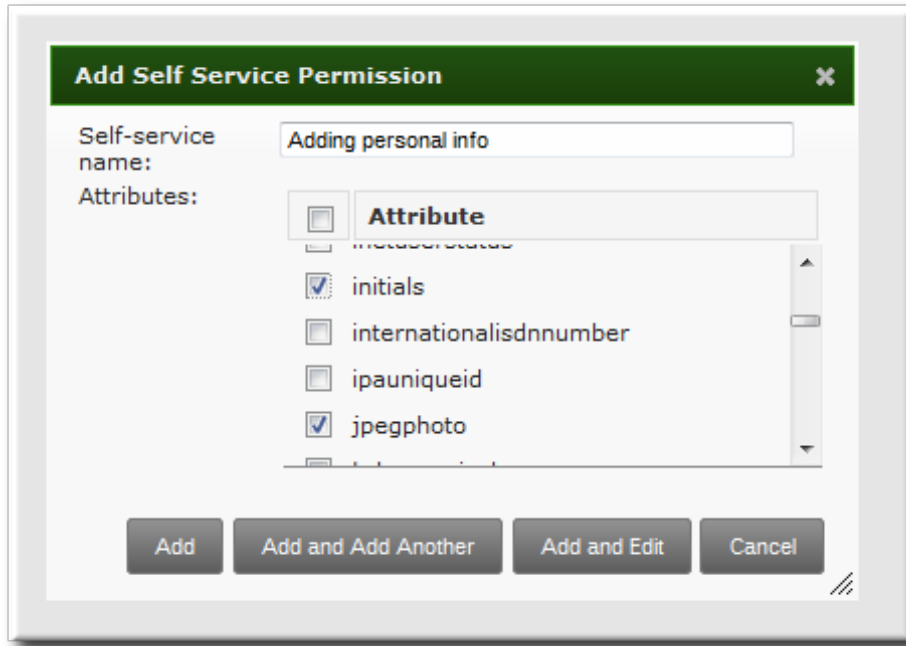 Add Self Service Permission
Self-service
name:
Adding personal info
Attributes:
Attribute
inetuserstatus
initials
internationalisdnnumber
ipauniqueid
jpegphoto
Add
Add and Add Another
Add and Edit
Cancel